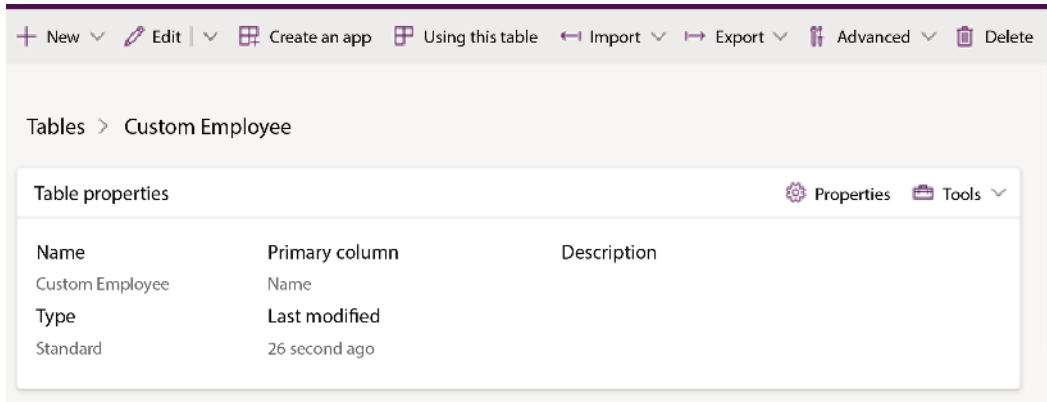 New Edit Create an app Using this table Import Export Advanced Delete
Tables > Custom Employee
Table properties Properties Tools
Name Primary column Description
Custom Employee Name
Type Last modified
Standard 26 second ago